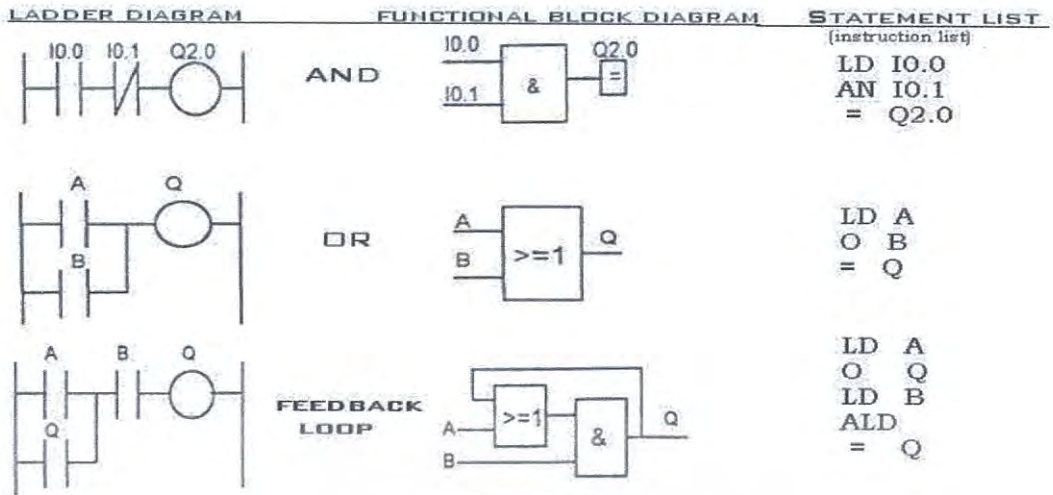 LADDER DIAGRAM FUNCTIONAL BLOCK DIAGRAM STATEMENT LIST
(instruction list)
I0.0 I0.1 Q2.0
AND
I0.0
I0.1
&
Q2.0
=
LD I0.0
AN I0.1
= Q2.0
A Q
B
OR
A
B
>=1
Q
LD A
O B
= Q
A B Q
Q
FEEDBACK
LOOP
A
B
>=1
&
Q
LD A
O Q
LD B
ALD
= Q